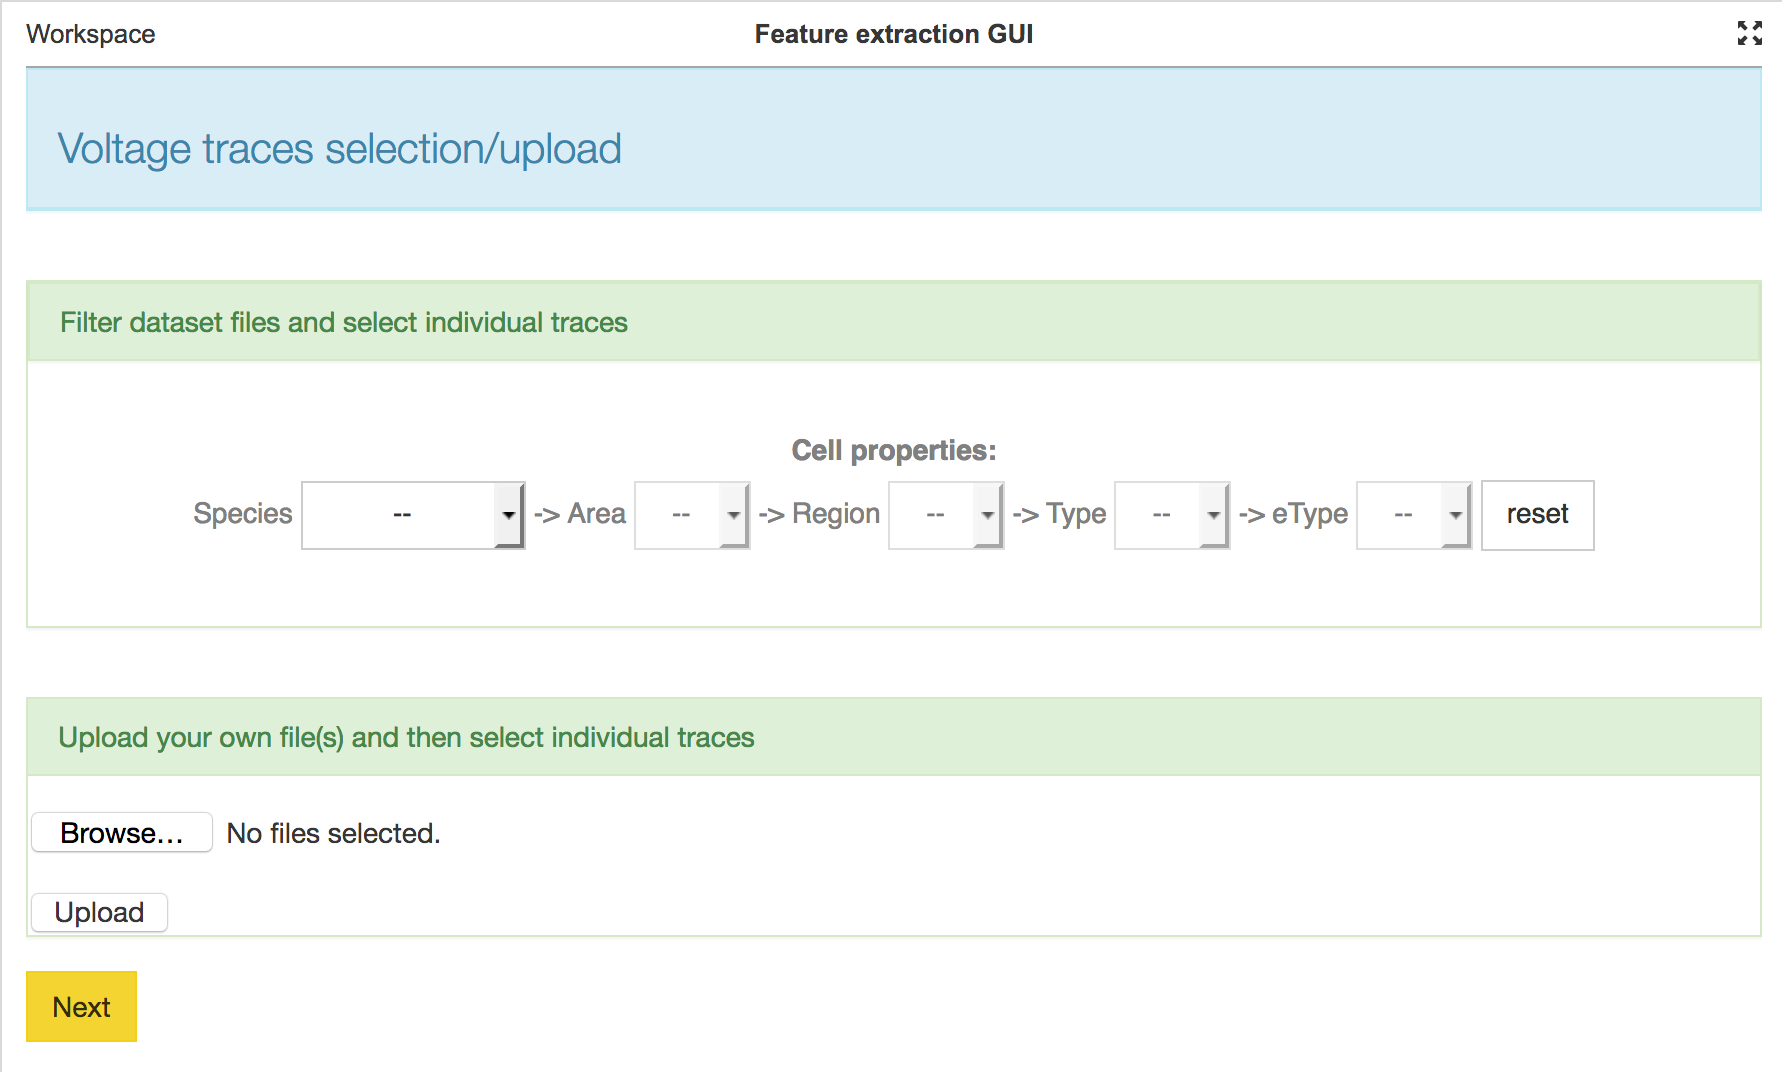 Workspace Feature extraction GUI
Voltage traces selection/upload
Filter dataset files and select individual traces
Cell properties:
Species -- -> Area -- -> Region -- -> Type -- -> eType -- reset
Upload your own file(s) and then select individual traces
Browse... No files selected.
Upload
Next